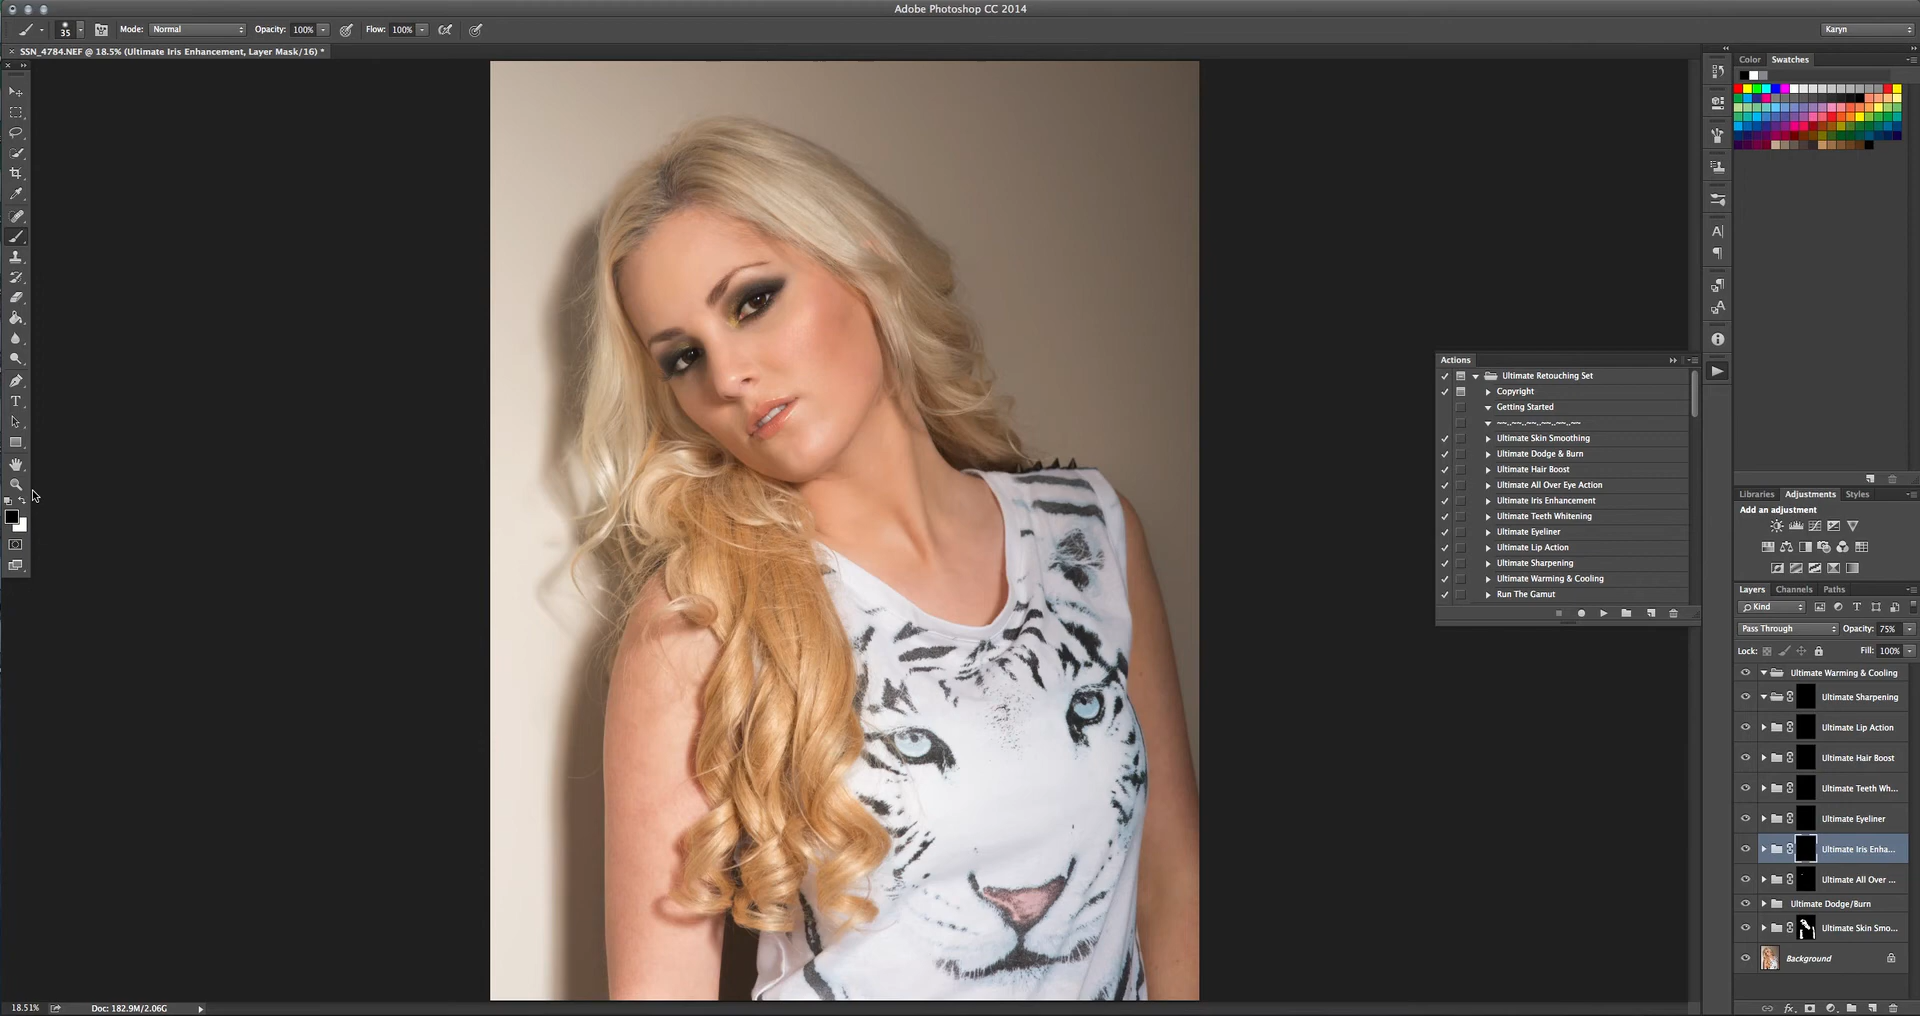 Adobe Photoshop CC 2014
35 Mode: Normal Opacity: 100% Flow: 100% Karyn
SSN_4784.NEF @ 18.5% (Ultimate Iris Enhancement, Layer Mask/16) *
Color Swatches
Actions
Ultimate Retouching Set
Copyright
Getting Started
~~..~~..~~..~~..~~..~~
Ultimate Skin Smoothing
Ultimate Dodge & Burn
Ultimate Hair Boost
Ultimate All Over Eye Action
Ultimate Iris Enhancement
Ultimate Teeth Whitening
Ultimate Eyeliner
Ultimate Lip Action
Ultimate Sharpening
Ultimate Warming & Cooling
Run The Gamut
Libraries Adjustments Styles
Add an adjustment
Layers Channels Paths
Kind
Pass Through Opacity: 75%
Lock: Fill: 100%
Ultimate Warming & Cooling
Ultimate Sharpening
Ultimate Lip Action
Ultimate Hair Boost
Ultimate Teeth Wh...
Ultimate Eyeliner
Ultimate Iris Enha...
Ultimate All Over ...
Ultimate Dodge/Burn
Ultimate Skin Smo...
Background
18.51% Doc: 182.9M/2.06G